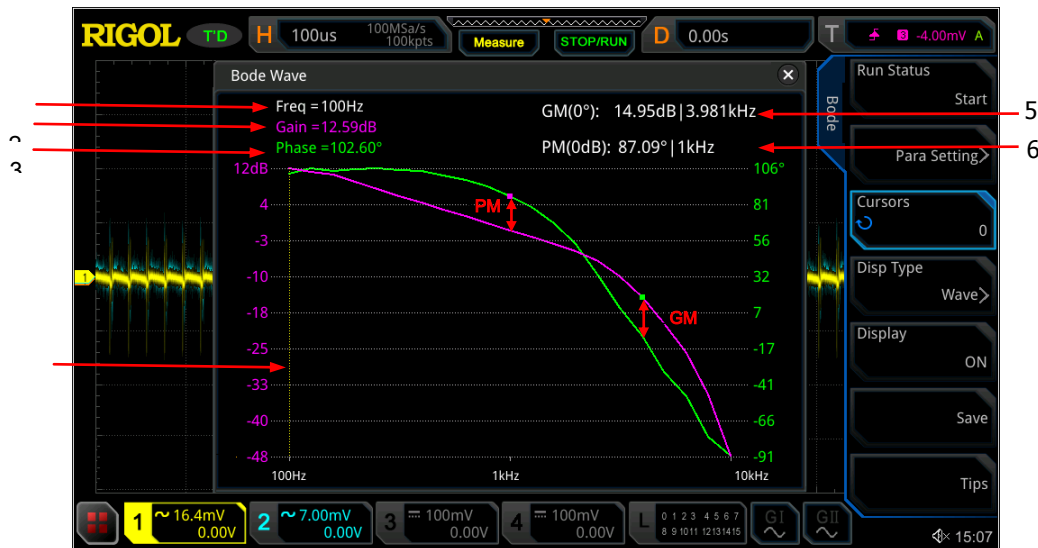 RIGOL T'D H 100us 100MSa/s 100kpts Measure STOP/RUN D 0.00s T 3 -4.00mV A
Bode Wave
Freq =100Hz
Gain =12.59dB
Phase =102.60°
GM(0°): 14.95dB|3.981kHz
PM(0dB): 87.09°|1kHz
5
6
3
12dB
4
-3
-10
-18
-25
-33
-40
-48
PM
GM
106°
81
56
32
7
-17
-41
-66
-91
100Hz 1kHz 10kHz
1
Bode
Run Status
Start
Para Setting>
Cursors
0
Disp Type
Wave>
Display
ON
Save
Tips
1 16.4mV 0.00V
2 7.00mV 0.00V
3 100mV 0.00V
4 100mV 0.00V
L 0 1 2 3 4 5 6 7
8 9 10 11 12 13 14 15
GI
GII
15:07